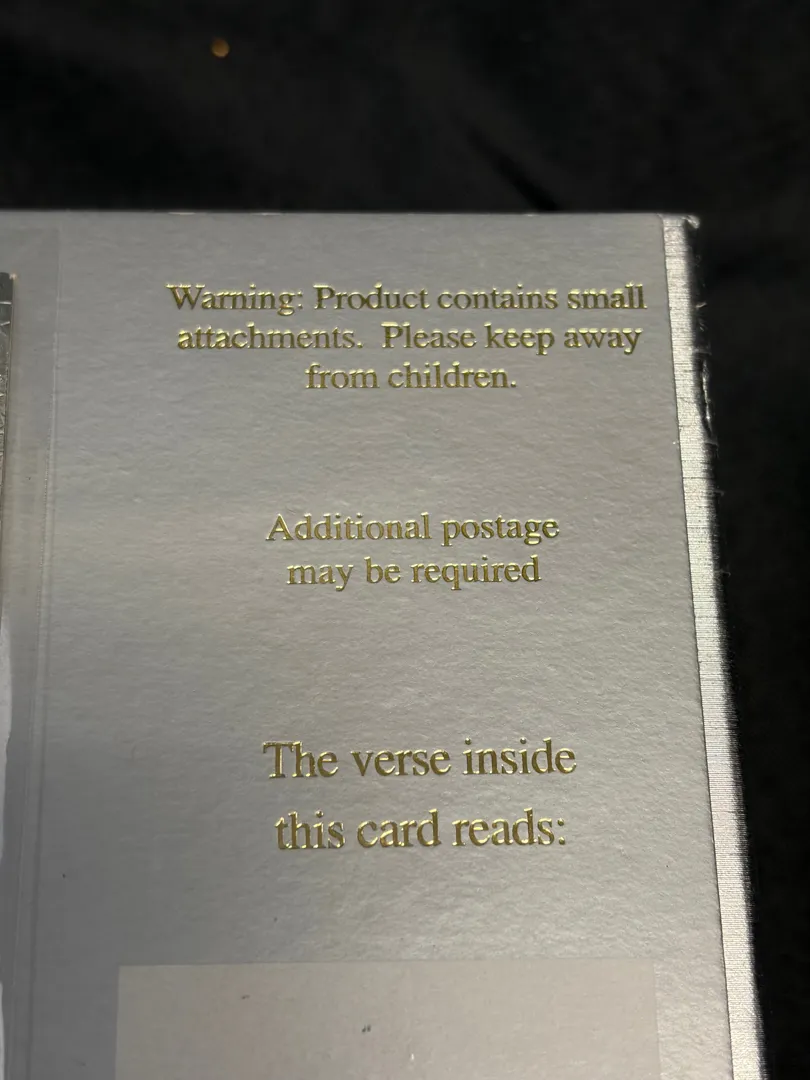 Warning: Product contains small
attachments. Please keep away
from children.
Additional postage
may be required
The verse inside
this card reads: